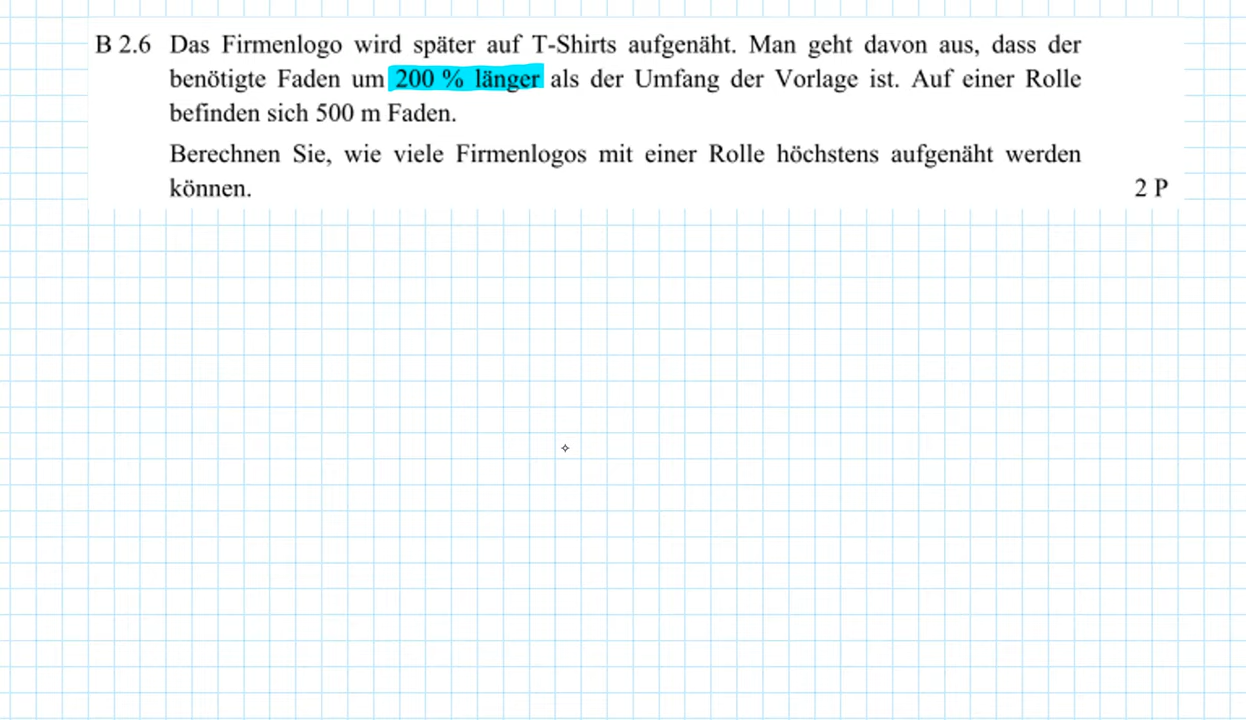 B 2.6 Das Firmenlogo wird später auf T-Shirts aufgenäht. Man geht davon aus, dass der
benötigte Faden um 200 % länger als der Umfang der Vorlage ist. Auf einer Rolle
befinden sich 500 m Faden.
Berechnen Sie, wie viele Firmenlogos mit einer Rolle höchstens aufgenäht werden
können. 2 P